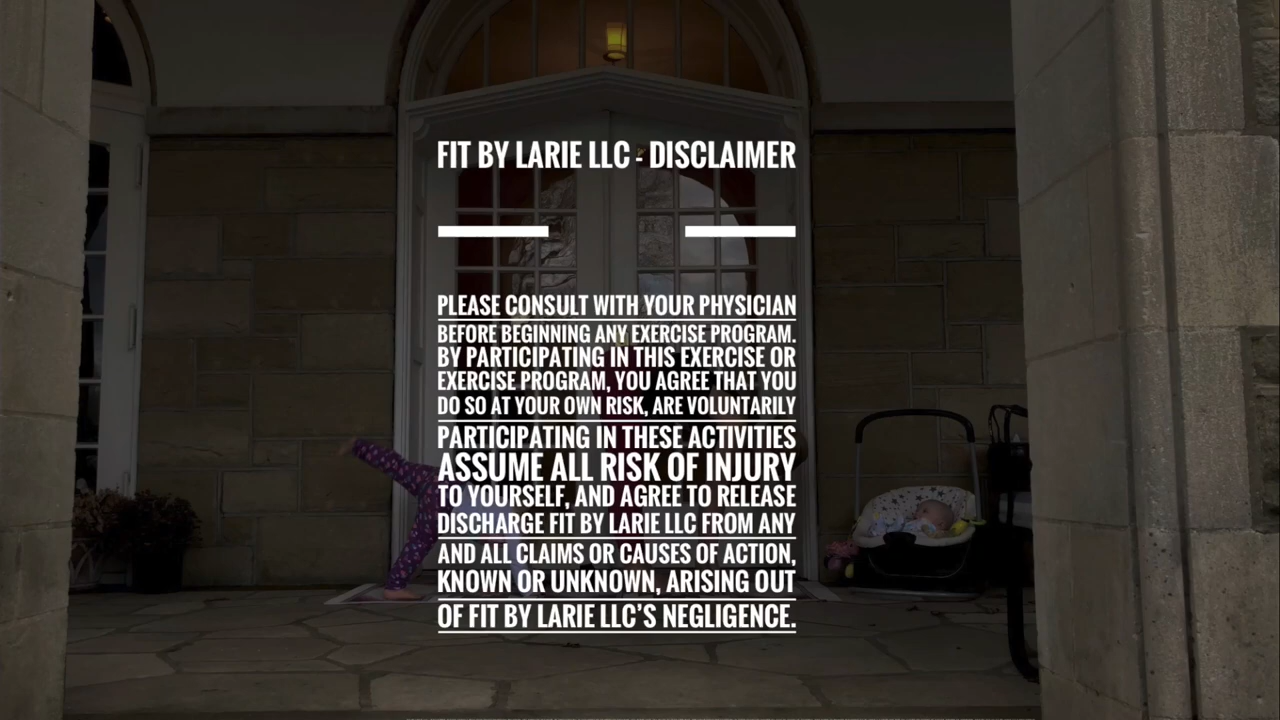 FIT BY LARIE LLC - DISCLAIMER
PLEASE CONSULT WITH YOUR PHYSICIAN
BEFORE BEGINNING ANY EXERCISE PROGRAM.
BY PARTICIPATING IN THIS EXERCISE OR
EXERCISE PROGRAM, YOU AGREE THAT YOU
DO SO AT YOUR OWN RISK, ARE VOLUNTARILY
PARTICIPATING IN THESE ACTIVITIES
ASSUME ALL RISK OF INJURY
TO YOURSELF, AND AGREE TO RELEASE
DISCHARGE FIT BY LARIE LLC FROM ANY
AND ALL CLAIMS OR CAUSES OF ACTION,
KNOWN OR UNKNOWN, ARISING OUT
OF FIT BY LARIE LLC'S NEGLIGENCE.